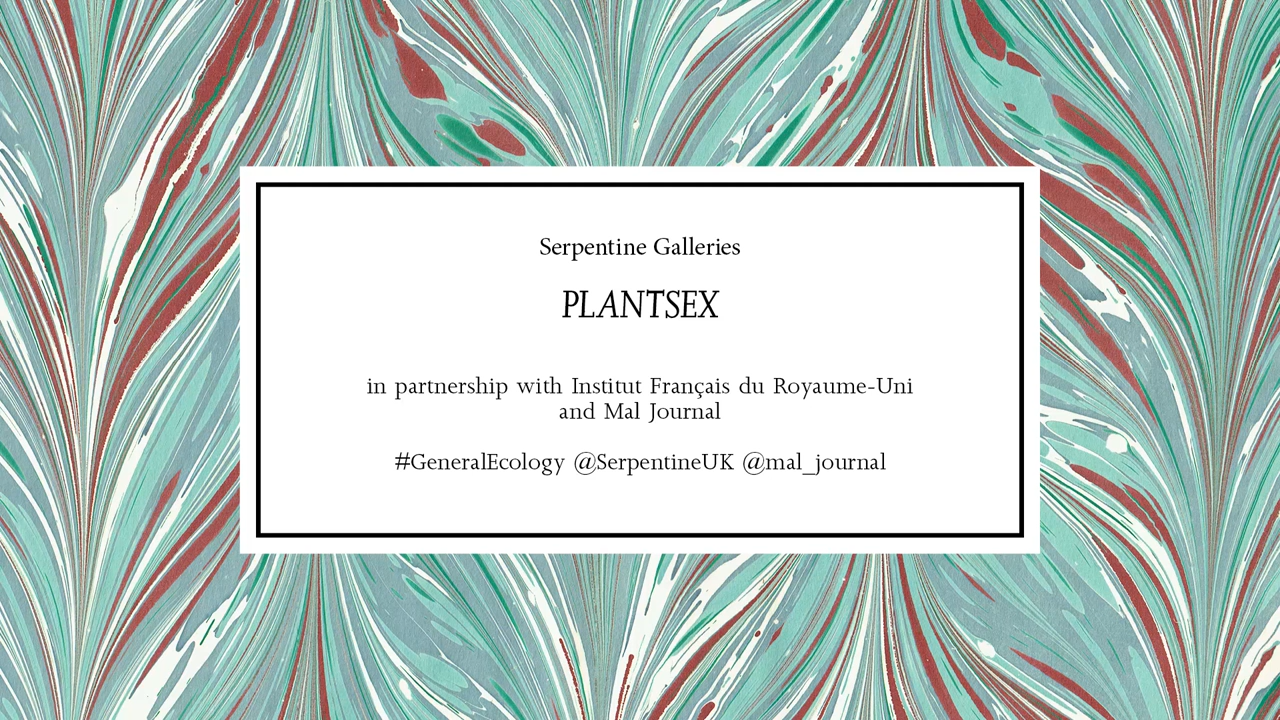 Serpentine Galleries
PLANTSEX
in partnership with Institut Français du Royaume-Uni
and Mal Journal
#GeneralEcology @SerpentineUK @mal_journal